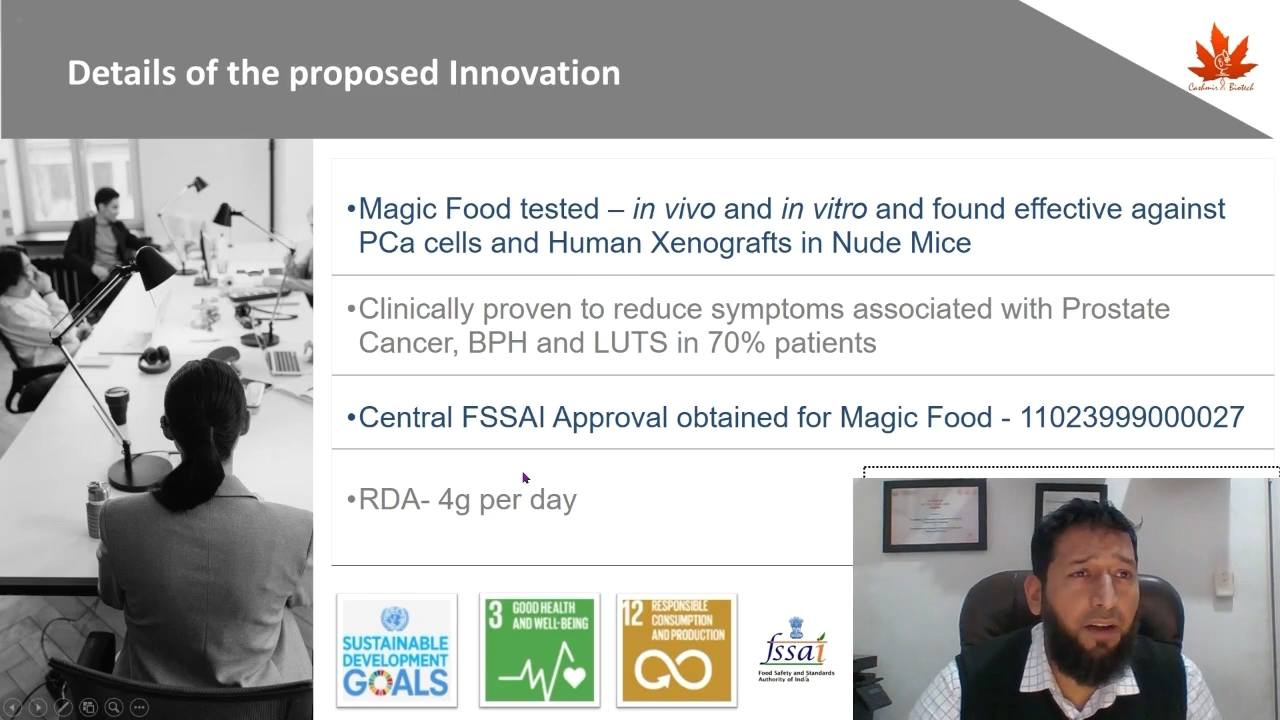 Details of the proposed Innovation
Cashmir Biotech
•Magic Food tested – in vivo and in vitro and found effective against
PCa cells and Human Xenografts in Nude Mice
•Clinically proven to reduce symptoms associated with Prostate
Cancer, BPH and LUTS in 70% patients
•Central FSSAI Approval obtained for Magic Food - 11023999000027
•RDA- 4g per day
SUSTAINABLE
DEVELOPMENT
GOALS
3 GOOD HEALTH
AND WELL-BEING
12 RESPONSIBLE
CONSUMPTION
AND PRODUCTION
fssai
Food Safety and Standards
Authority of India